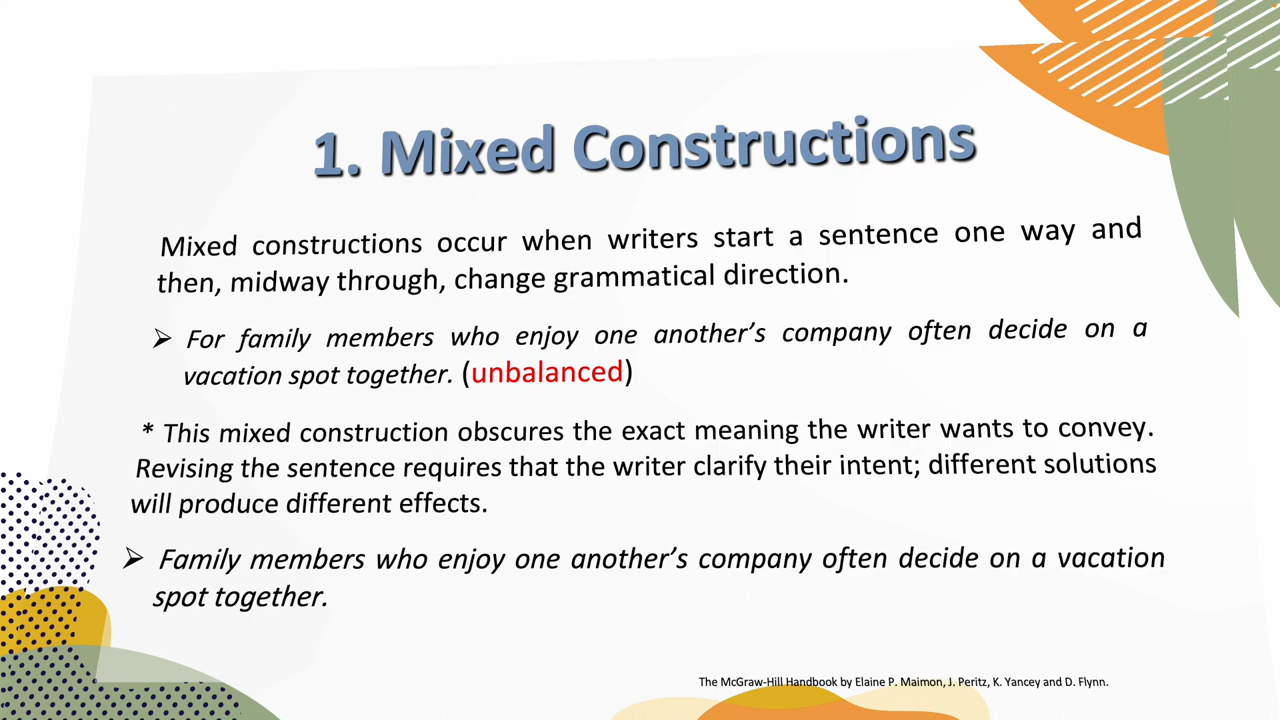 1. Mixed Constructions
Mixed constructions occur when writers start a sentence one way and
then, midway through, change grammatical direction.
➢ For family members who enjoy one another’s company often decide on a
vacation spot together. (unbalanced)
* This mixed construction obscures the exact meaning the writer wants to convey.
Revising the sentence requires that the writer clarify their intent; different solutions
will produce different effects.
➢ Family members who enjoy one another’s company often decide on a vacation
spot together.
The McGraw-Hill Handbook by Elaine P. Maimon, J. Peritz, K. Yancey and D. Flynn.